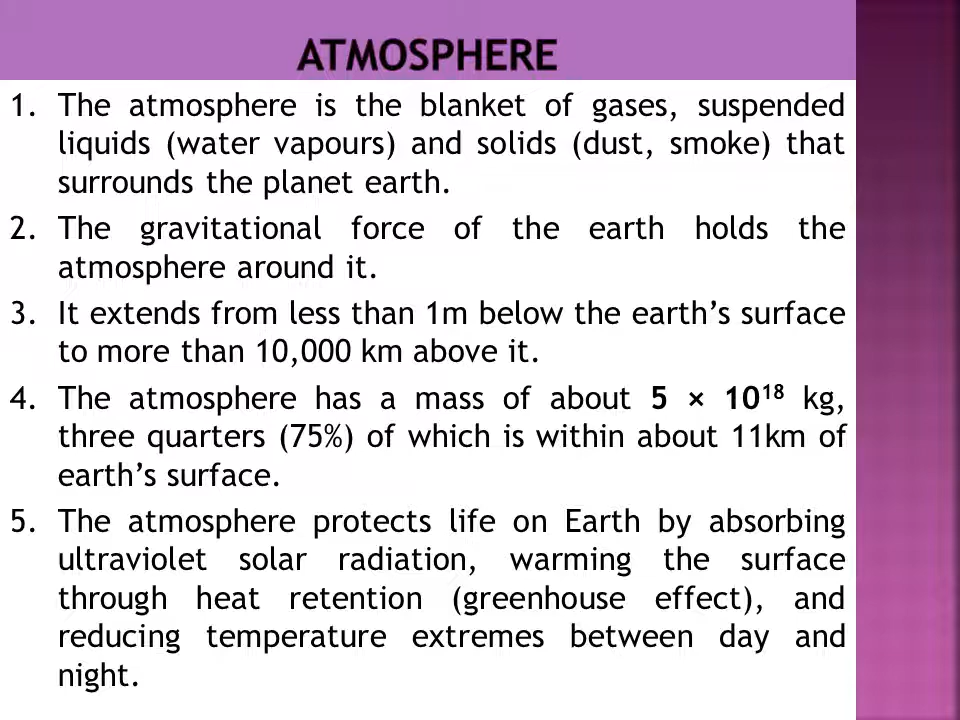 ATMOSPHERE
1. The atmosphere is the blanket of gases, suspended
liquids (water vapours) and solids (dust, smoke) that
surrounds the planet earth.
2. The gravitational force of the earth holds the
atmosphere around it.
3. It extends from less than 1m below the earth’s surface
to more than 10,000 km above it.
4. The atmosphere has a mass of about 5 × 10¹⁸ kg,
three quarters (75%) of which is within about 11km of
earth’s surface.
5. The atmosphere protects life on Earth by absorbing
ultraviolet solar radiation, warming the surface
through heat retention (greenhouse effect), and
reducing temperature extremes between day and
night.